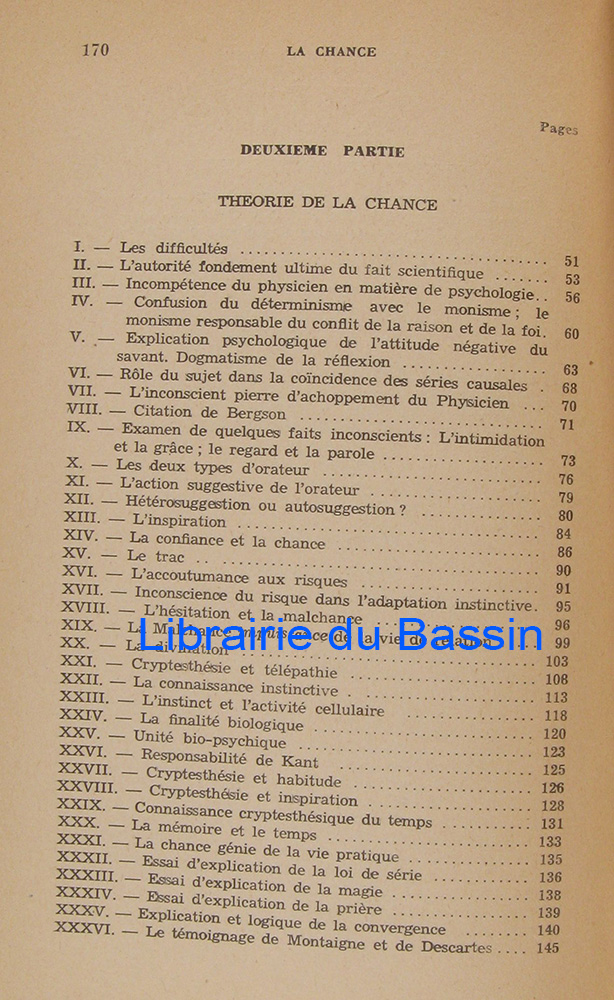 170 LA CHANCE
Pages
DEUXIEME PARTIE
THEORIE DE LA CHANCE
I. — Les difficultés .......... 51
II. — L'autorité fondement ultime du fait scientifique ....... 53
III. — Incompétence du physicien en matière de psychologie.. 56
IV. — Confusion du déterminisme avec le monisme ; le
monisme responsable du conflit de la raison et de la foi. 60
V. — Explication psychologique de l'attitude négative du
savant. Dogmatisme de la réflexion .......... 63
VI. — Rôle du sujet dans la coïncidence des séries causales . 68
VII. — L'inconscient pierre d'achoppement du Physicien ... 70
VIII. — Citation de Bergson .......... 71
IX. — Examen de quelques faits inconscients : L'intimidation
et la grâce ; le regard et la parole .......... 73
X. — Les deux types d'orateur .......... 76
XI. — L'action suggestive de l'orateur .......... 79
XII. — Hétérosuggestion ou autosuggestion ? .......... 80
XIII. — L'inspiration .......... 84
XIV. — La confiance et la chance .......... 86
XV. — Le trac .......... 90
XVI. — L'accoutumance aux risques .......... 91
XVII. — Inconscience du risque dans l'adaptation instinctive. 95
XVIII. — L'hésitation et la malchance .......... 96
XIX. — La Malchance impuissance de la vie de relation .... 99
XX. — La divination .......... 103
XXI. — Cryptesthésie et télépathie .......... 108
XXII. — La connaissance instinctive .......... 113
XXIII. — L'instinct et l'activité cellulaire .......... 118
XXIV. — La finalité biologique .......... 120
XXV. — Unité bio-psychique .......... 123
XXVI. — Responsabilité de Kant .......... 125
XXVII. — Cryptesthésie et habitude .......... 126
XXVIII. — Cryptesthésie et inspiration .......... 128
XXIX. — Connaissance cryptesthésique du temps .......... 131
XXX. — La mémoire et le temps .......... 133
XXXI. — La chance génie de la vie pratique .......... 135
XXXII. — Essai d'explication de la loi de série .......... 136
XXXIII. — Essai d'explication de la magie .......... 138
XXXIV. — Essai d'explication de la prière .......... 139
XXXV. — Explication et logique de la convergence .......... 140
XXXVI. — Le témoignage de Montaigne et de Descartes .... 145
Librairie du Bassin